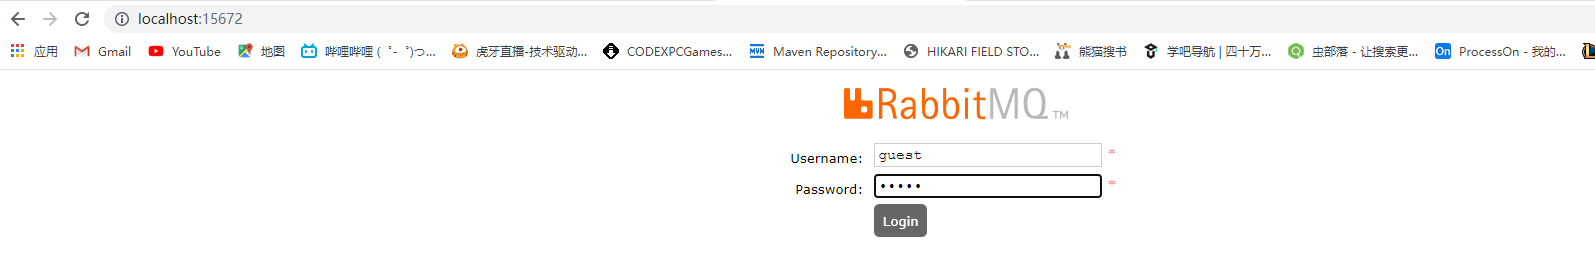 localhost:15672
应用 Gmail YouTube 地图 哔哩哔哩 ( ゜- ゜)つ... 虎牙直播-技术驱动... CODEXPCGames... Maven Repository... HIKARI FIELD STO... 熊猫搜书 学吧导航 | 四十万... 虫部落 - 让搜索更... ProcessOn - 我的...
RabbitMQ TM
Username: guest *
Password: ••••• *
Login